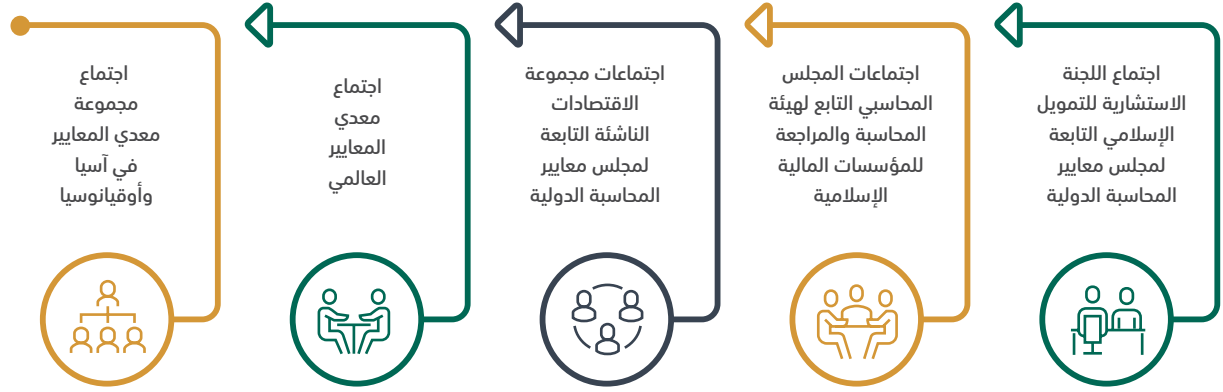 اجتماع اللجنة
الاستشارية للتمويل
الإسلامي التابعة
لمجلس معايير
المحاسبة الدولية
اجتماعات المجلس
المحاسبي التابع لهيئة
المحاسبة والمراجعة
للمؤسسات المالية
الإسلامية
اجتماعات مجموعة
الاقتصادات
الناشئة التابعة
لمجلس معايير
المحاسبة الدولية
اجتماع
معدي
المعايير
العالمي
اجتماع
مجموعة
معدي المعايير
في آسيا
وأوقيانوسيا